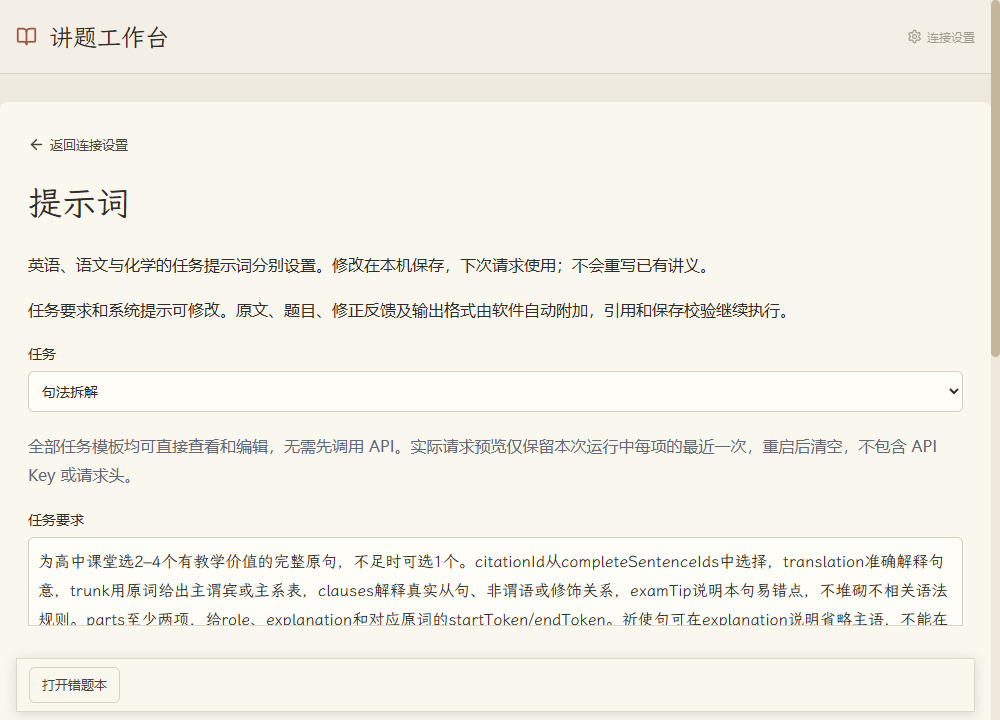 讲题工作台
连接设置
返回连接设置
提示词
英语、语文与化学的任务提示词分别设置。修改在本机保存，下次请求使用；不会重写已有讲义。
任务要求和系统提示可修改。原文、题目、修正反馈及输出格式由软件自动附加，引用和保存校验继续执行。
任务
句法拆解
全部任务模板均可直接查看和编辑，无需先调用 API。实际请求预览仅保留本次运行中每项的最近一次，重启后清空，不包含 API
Key 或请求头。
任务要求
为高中课堂选2–4个有教学价值的完整原句，不足时可选1个。citationId从completeSentenceIds中选择，translation准确解释句
意，trunk用原词给出主谓宾或主系表，clauses解释真实从句、非谓语或修饰关系，examTip说明本句易错点，不堆砌不相关语法
规则。parts至少两项，给role、explanation和对应原词的startToken/endToken。祈使句可在explanation说明省略主语，不能在
打开错题本